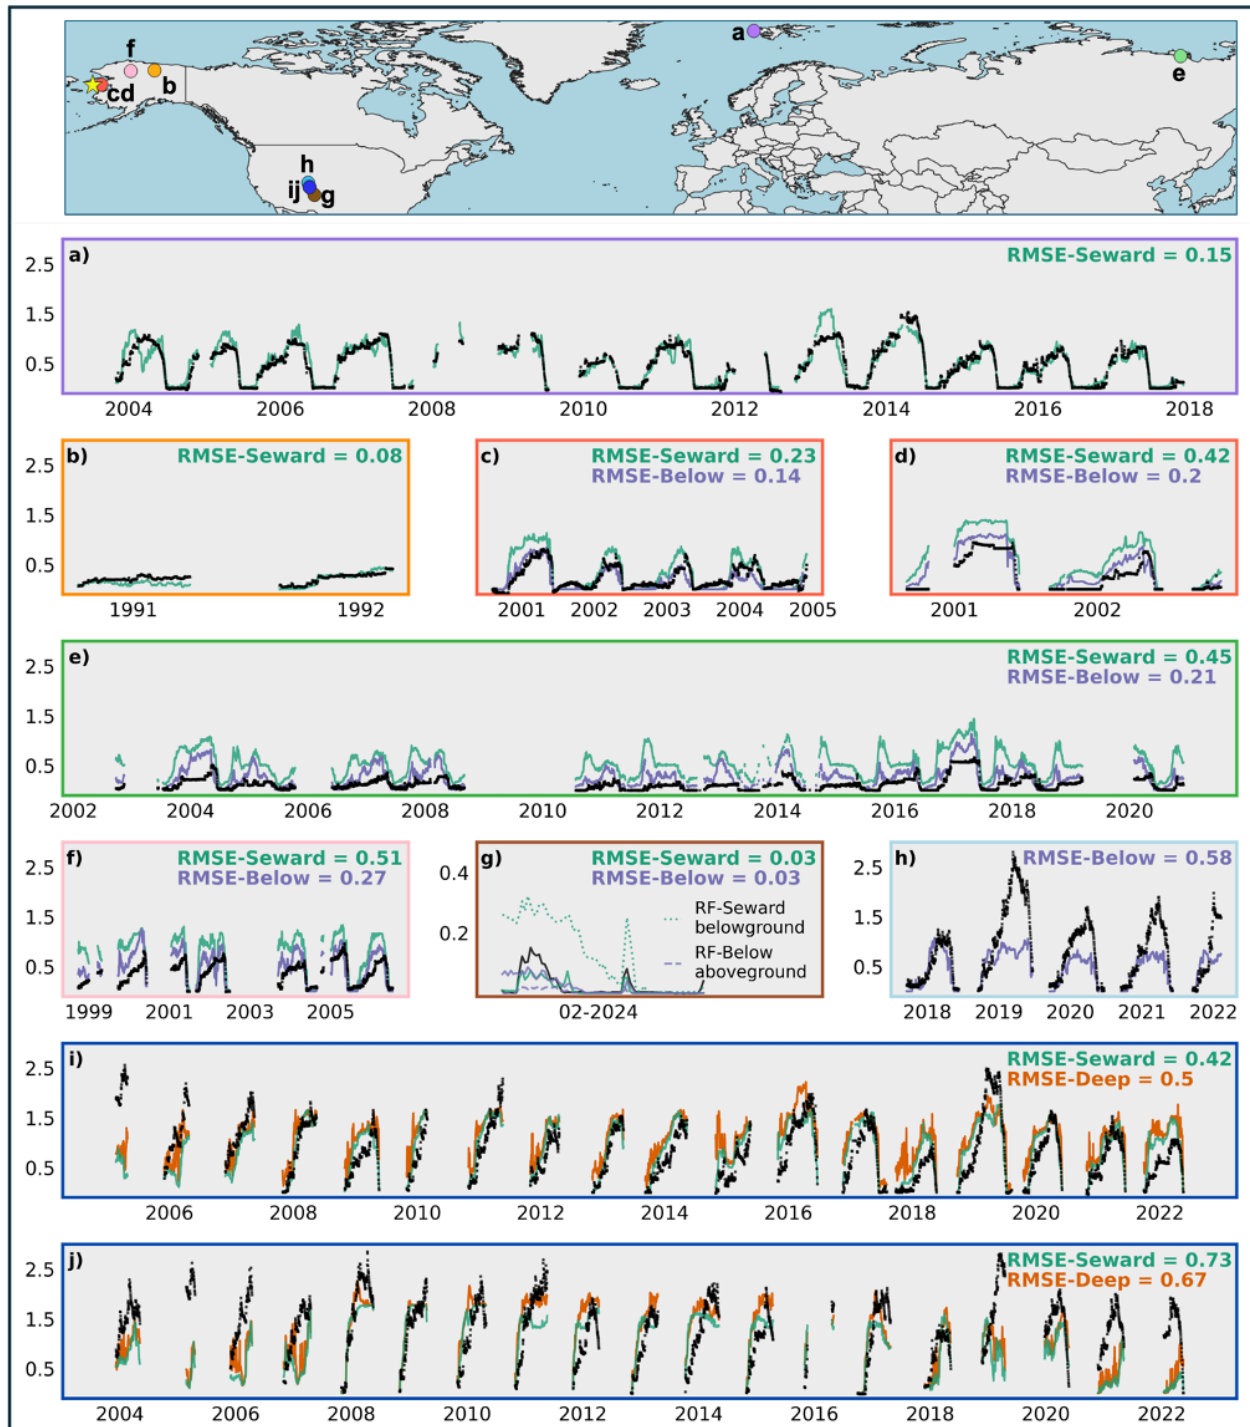 f
b
cd
a
e
h
ij
g
a)
RMSE-Seward = 0.15
2.5
1.5
0.5
2004 2006 2008 2010 2012 2014 2016 2018
b)
RMSE-Seward = 0.08
2.5
1.5
0.5
1991 1992
c)
RMSE-Seward = 0.23
RMSE-Below = 0.14
2001 2002 2003 2004 2005
d)
RMSE-Seward = 0.42
RMSE-Below = 0.2
2001 2002
e)
RMSE-Seward = 0.45
RMSE-Below = 0.21
2.5
1.5
0.5
2002 2004 2006 2008 2010 2012 2014 2016 2018 2020
f)
RMSE-Seward = 0.51
RMSE-Below = 0.27
2.5
1.5
0.5
1999 2001 2003 2005
g)
RMSE-Seward = 0.03
RMSE-Below = 0.03
0.4
0.2
RF-Seward
belowground
RF-Below
aboveground
02-2024
h)
RMSE-Below = 0.58
2.5
1.5
0.5
2018 2019 2020 2021 2022
i)
RMSE-Seward = 0.42
RMSE-Deep = 0.5
2.5
1.5
0.5
2006 2008 2010 2012 2014 2016 2018 2020 2022
j)
RMSE-Seward = 0.73
RMSE-Deep = 0.67
2.5
1.5
0.5
2004 2006 2008 2010 2012 2014 2016 2018 2020 2022